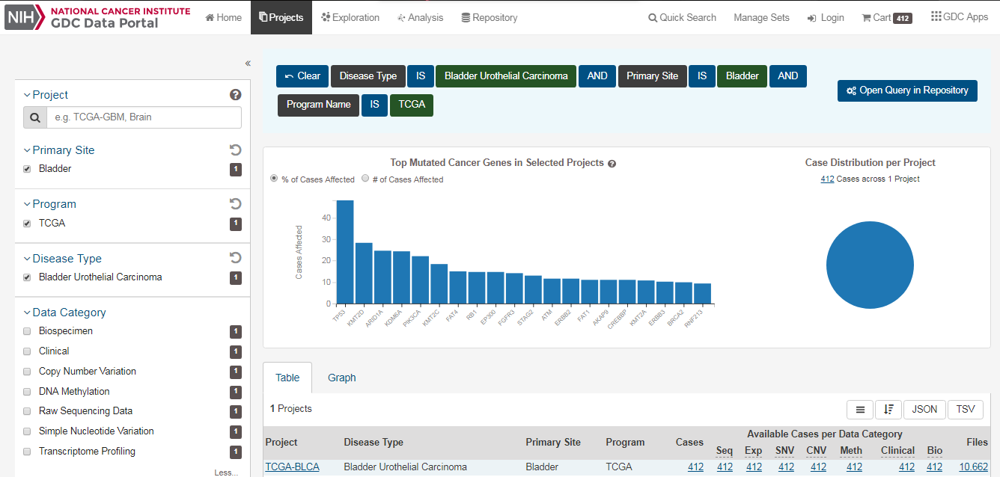 NIH NATIONAL CANCER INSTITUTE
GDC Data Portal
Home Projects Exploration Analysis Repository Quick Search Manage Sets Login Cart 412 GDC Apps
«
Project
e.g. TCGA-GBM, Brain
Primary Site
Bladder 1
Program
TCGA 1
Disease Type
Bladder Urothelial Carcinoma 1
Data Category
Biospecimen 1
Clinical 1
Copy Number Variation 1
DNA Methylation 1
Raw Sequencing Data 1
Simple Nucleotide Variation 1
Transcriptome Profiling 1
Less...
Clear Disease Type IS Bladder Urothelial Carcinoma AND Primary Site IS Bladder AND
Program Name IS TCGA
Open Query in Repository
Top Mutated Cancer Genes in Selected Projects ?
% of Cases Affected # of Cases Affected
Cases Affected
40
30
20
10
0
TP53 KMT2D ARID1A KDM6A PIK3CA KMT2C FAT4 RB1 EP300 FGFR3 STAG2 ATM ERBB2 FAT1 AKAP9 CREBBP KMT2A ERBB3 BRCA2 RNF213
Case Distribution per Project
412 Cases across 1 Project
Table Graph
1 Projects
JSON TSV
Available Cases per Data Category
Project Disease Type Primary Site Program Cases Seq Exp SNV CNV Meth Clinical Bio Files
TCGA-BLCA Bladder Urothelial Carcinoma Bladder TCGA 412 412 412 412 412 412 412 412 10,662